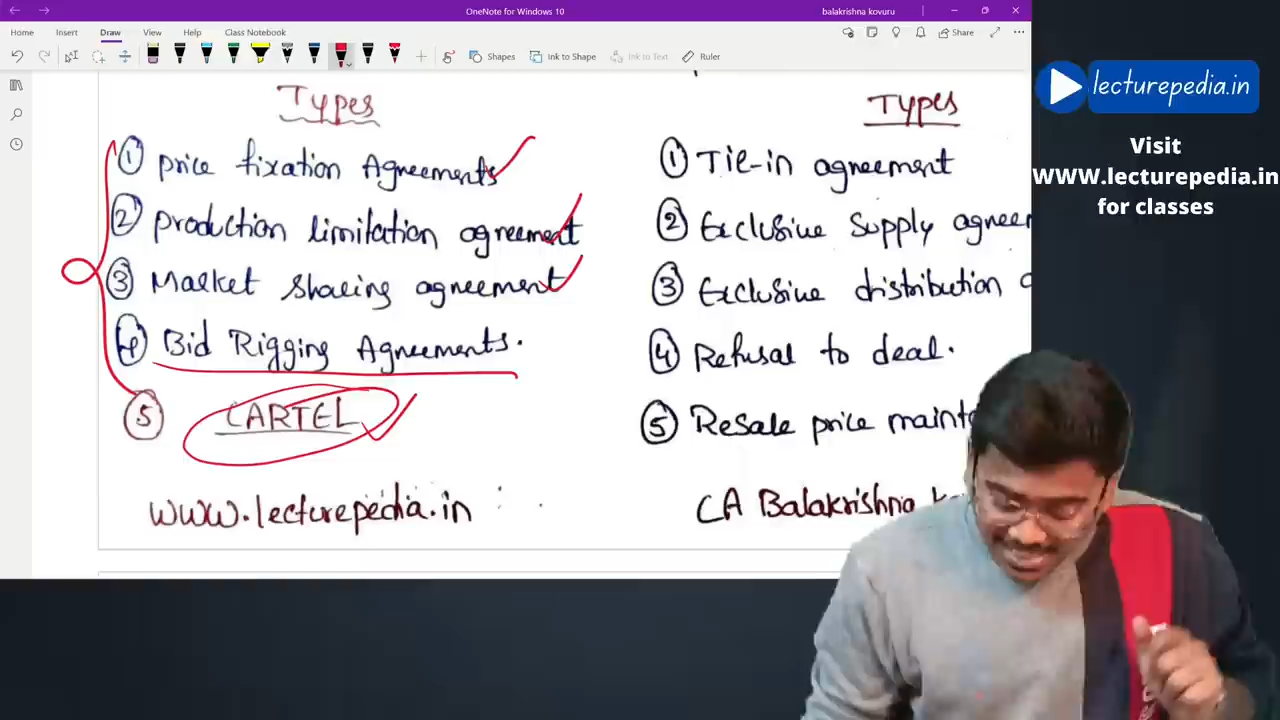 OneNote for Windows 10
balakrishna kovuru
Home Insert Draw View Help Class Notebook
Share
Shapes Ink to Shape Ink to Text Ruler
Types
① price fixation Agreements
② production limitation agreement
③ Market sharing agreement
④ Bid Rigging Agreements.
⑤ CARTEL
www.lecturepedia.in
Types
① Tie-in agreement
② Exclusive supply agree
③ Exclusive distribution
④ Refusal to deal.
⑤ Resale price maint
CA Balakrishna
lecturepedia.in
Visit
WWW.lecturepedia.in
for classes